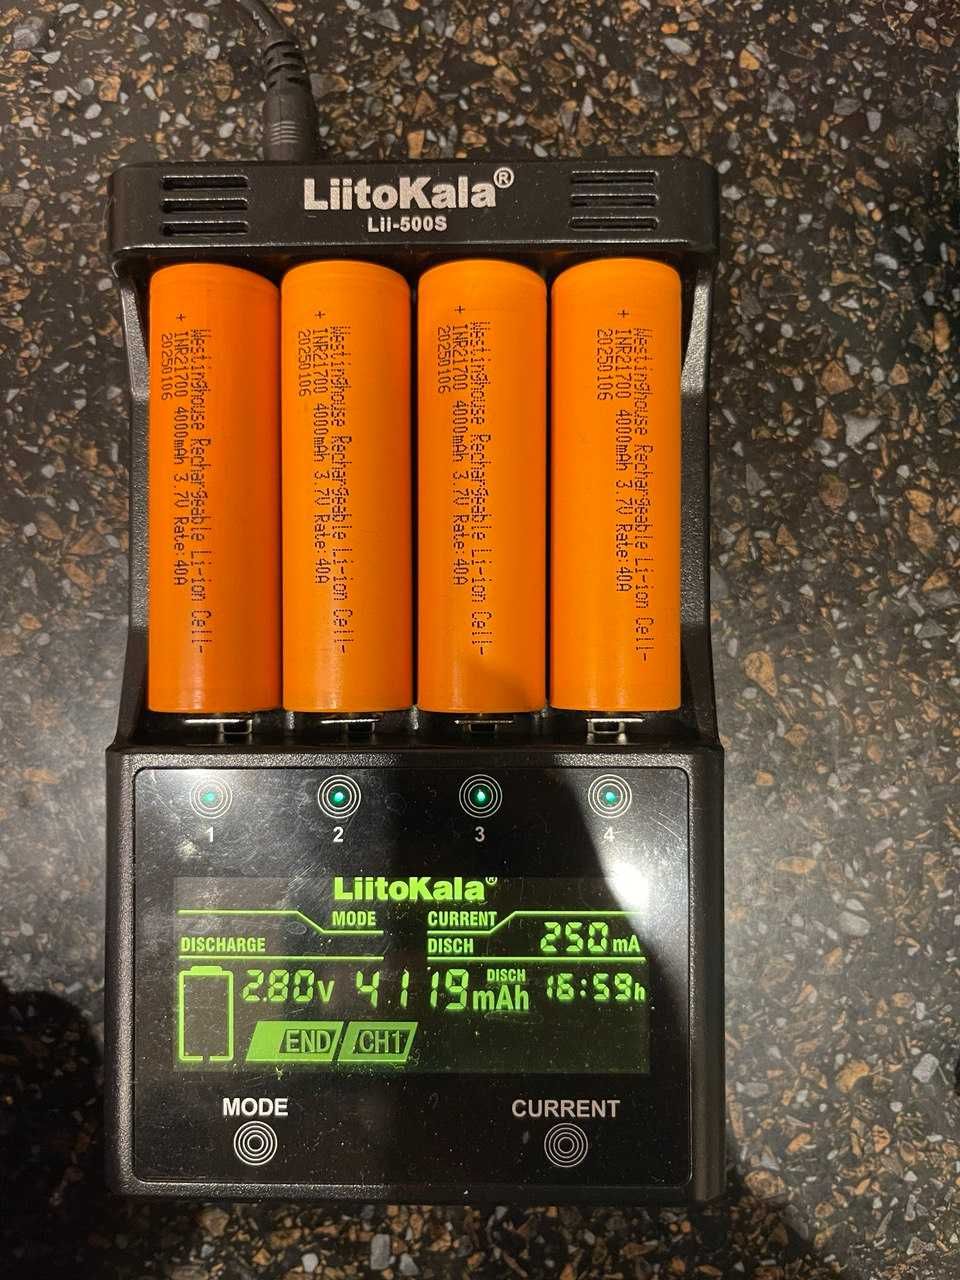 LiitoKala®
Lii-500S
Westinghouse Rechargeable Li-ion Cell-
+ INR21700 4000mAh 3.7V Rate:40A
20250106
Westinghouse Rechargeable Li-ion Cell-
+ INR21700 4000mAh 3.7V Rate:40A
20250106
Westinghouse Rechargeable Li-ion Cell-
+ INR21700 4000mAh 3.7V Rate:40A
20250106
Westinghouse Rechargeable Li-ion Cell-
+ INR21700 4000mAh 3.7V Rate:40A
20250106
1 2 3 4
LiitoKala®
MODE CURRENT
DISCHARGE DISCH 250 mA
2.80V 4119 mAh DISCH 16:59h
END CH1
MODE CURRENT